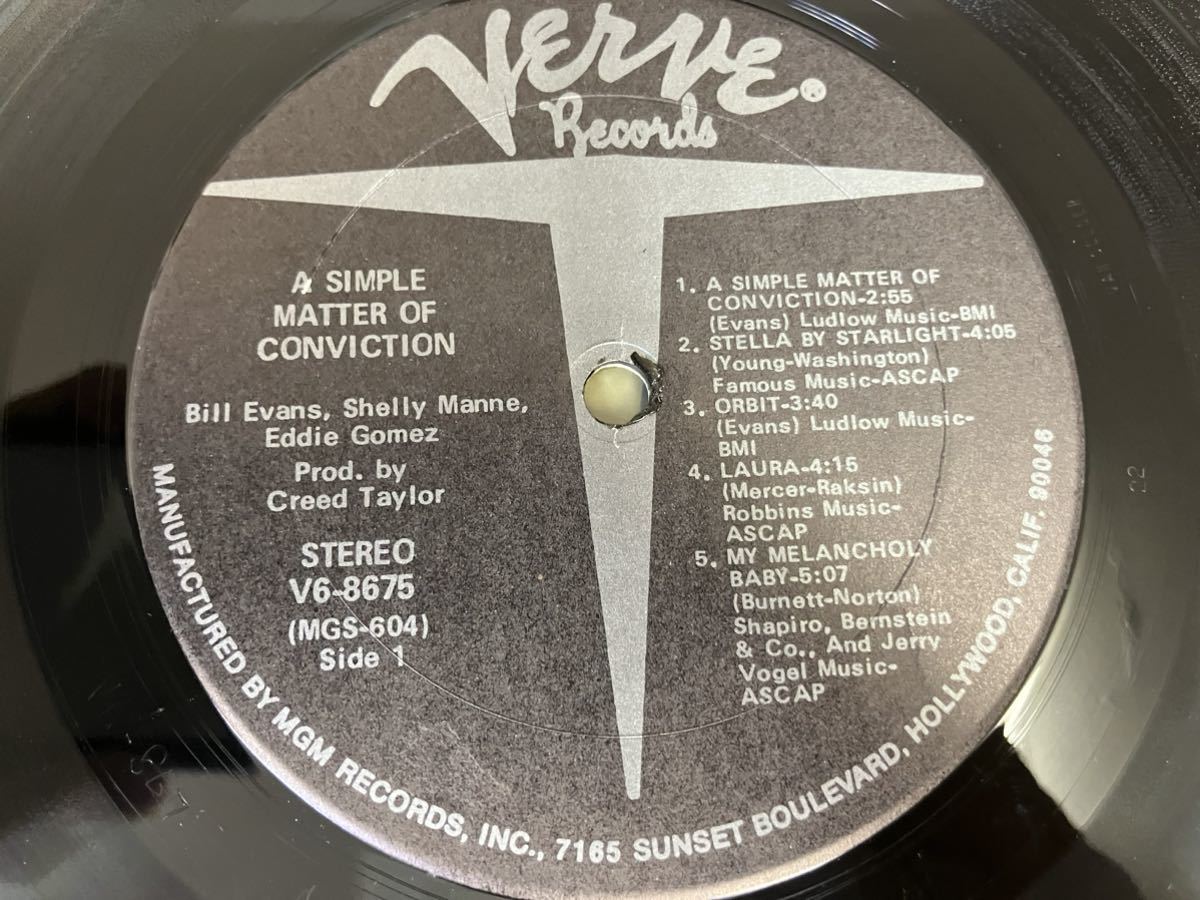 VERVE®
Records
A SIMPLE
MATTER OF
CONVICTION
Bill Evans, Shelly Manne,
Eddie Gomez
Prod. by
Creed Taylor
STEREO
V6-8675
(MGS-604)
Side 1
1. A SIMPLE MATTER OF
CONVICTION-2:55
(Evans) Ludlow Music-BMI
2. STELLA BY STARLIGHT-4:05
(Young-Washington)
Famous Music-ASCAP
3. ORBIT-3:40
(Evans) Ludlow Music-
BMI
4. LAURA-4:15
(Mercer-Raksin)
Robbins Music-
ASCAP
5. MY MELANCHOLY
BABY-5:07
(Burnett-Norton)
Shapiro, Bernstein
& Co., And Jerry
Vogel Music-
ASCAP
MANUFACTURED BY MGM RECORDS, INC., 7165 SUNSET BOULEVARD, HOLLYWOOD, CALIF. 90046